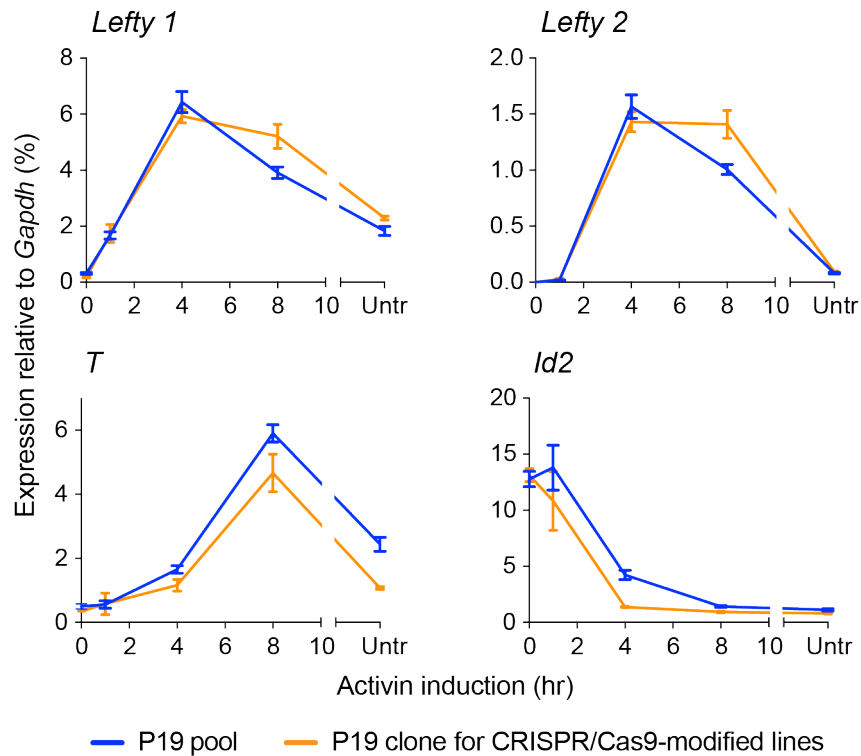 Lefty 1
Lefty 2
8
6
4
2
0
0 2 4 6 8 10 Untr
2.0
1.5
1.0
0.5
0.0
0 2 4 6 8 10 Untr
Expression relative to Gapdh (%)
T
Id2
6
4
2
0
0 2 4 6 8 10 Untr
20
15
10
5
0
0 2 4 6 8 10 Untr
Activin induction (hr)
P19 pool
P19 clone for CRISPR/Cas9-modified lines